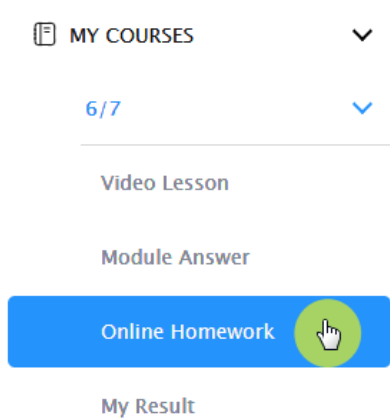 MY COURSES
6/7
Video Lesson
Module Answer
Online Homework
My Result